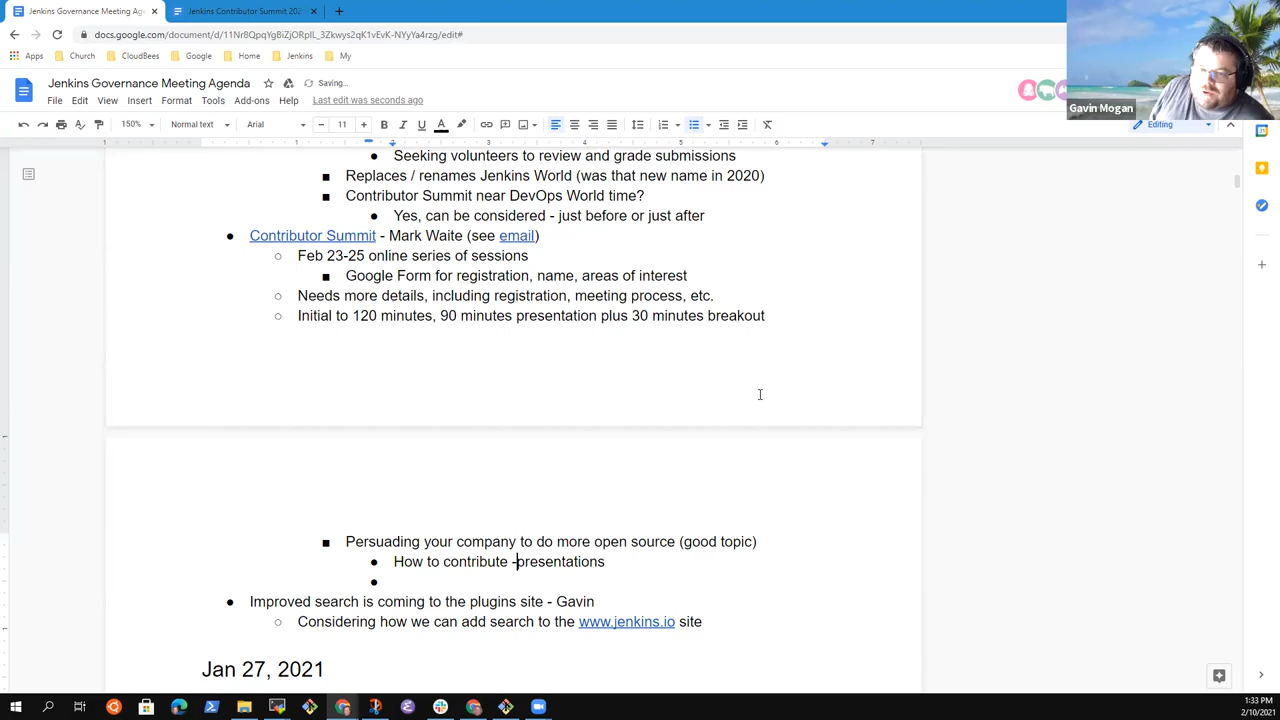 Jenkins Governance Meeting Ag
Jenkins Contributor Summit 202
docs.google.com/document/d/11Nr8QpqYgBiZjORpIL_3Zkwys2qK1vEvK-NYyYa4rzg/edit#
Apps Church CloudBees Google Home Jenkins My
Jenkins Governance Meeting Agenda Saving...
File Edit View Insert Format Tools Add-ons Help Last edit was seconds ago
Gavin Mogan
150% Normal text Arial 11 Editing
1 3 4 5 6 7
Seeking volunteers to review and grade submissions
Replaces / renames Jenkins World (was that new name in 2020)
Contributor Summit near DevOps World time?
Yes, can be considered - just before or just after
Contributor Summit - Mark Waite (see email)
Feb 23-25 online series of sessions
Google Form for registration, name, areas of interest
Needs more details, including registration, meeting process, etc.
Initial to 120 minutes, 90 minutes presentation plus 30 minutes breakout
Persuading your company to do more open source (good topic)
How to contribute -presentations
Improved search is coming to the plugins site - Gavin
Considering how we can add search to the www.jenkins.io site
Jan 27, 2021
1:33 PM
2/10/2021